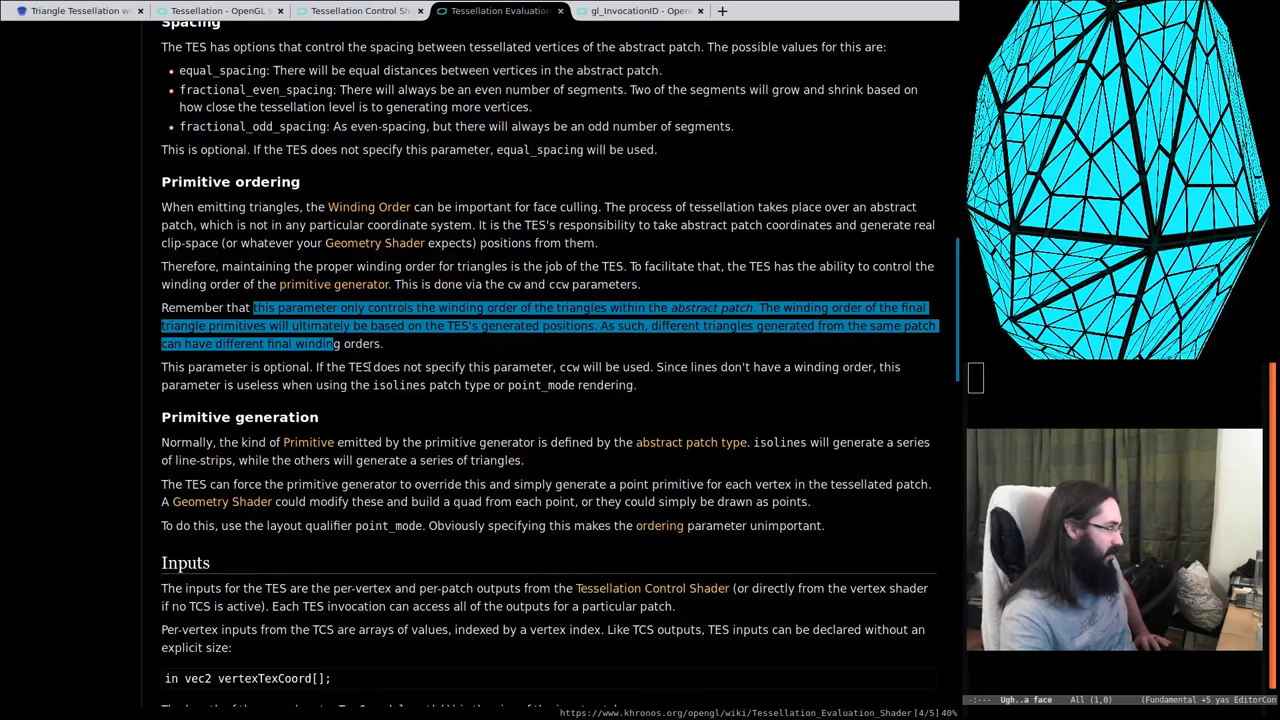 Triangle Tessellation w
Tessellation - OpenGL W
Tessellation Control Sh
Tessellation Evaluation
gl_InvocationID - Open
Spacing
The TES has options that control the spacing between tessellated vertices of the abstract patch. The possible values for this are:
equal_spacing: There will be equal distances between vertices in the abstract patch.
fractional_even_spacing: There will always be an even number of segments. Two of the segments will grow and shrink based on
how close the tessellation level is to generating more vertices.
fractional_odd_spacing: As even-spacing, but there will always be an odd number of segments.
This is optional. If the TES does not specify this parameter, equal_spacing will be used.
Primitive ordering
When emitting triangles, the Winding Order can be important for face culling. The process of tessellation takes place over an abstract
patch, which is not in any particular coordinate system. It is the TES's responsibility to take abstract patch coordinates and generate real
clip-space (or whatever your Geometry Shader expects) positions from them.
Therefore, maintaining the proper winding order for triangles is the job of the TES. To facilitate that, the TES has the ability to control the
winding order of the primitive generator. This is done via the cw and ccw parameters.
Remember that this parameter only controls the winding order of the triangles within the abstract patch. The winding order of the final
triangle primitives will ultimately be based on the TES's generated positions. As such, different triangles generated from the same patch
can have different final winding orders.
This parameter is optional. If the TES does not specify this parameter, ccw will be used. Since lines don't have a winding order, this
parameter is useless when using the isolines patch type or point_mode rendering.
Primitive generation
Normally, the kind of Primitive emitted by the primitive generator is defined by the abstract patch type. isolines will generate a series
of line-strips, while the others will generate a series of triangles.
The TES can force the primitive generator to override this and simply generate a point primitive for each vertex in the tessellated patch.
A Geometry Shader could modify these and build a quad from each point, or they could simply be drawn as points.
To do this, use the layout qualifier point_mode. Obviously specifying this makes the ordering parameter unimportant.
Inputs
The inputs for the TES are the per-vertex and per-patch outputs from the Tessellation Control Shader (or directly from the vertex shader
if no TCS is active). Each TES invocation can access all of the outputs for a particular patch.
Per-vertex inputs from the TCS are arrays of values, indexed by a vertex index. Like TCS outputs, TES inputs can be declared without an
explicit size:
in vec2 vertexTexCoord[];
-:--- Ugh..a face All (1,0) (Fundamental +5 yas EditorCon
https://www.khronos.org/opengl/wiki/Tessellation_Evaluation_Shader[4/5]40%